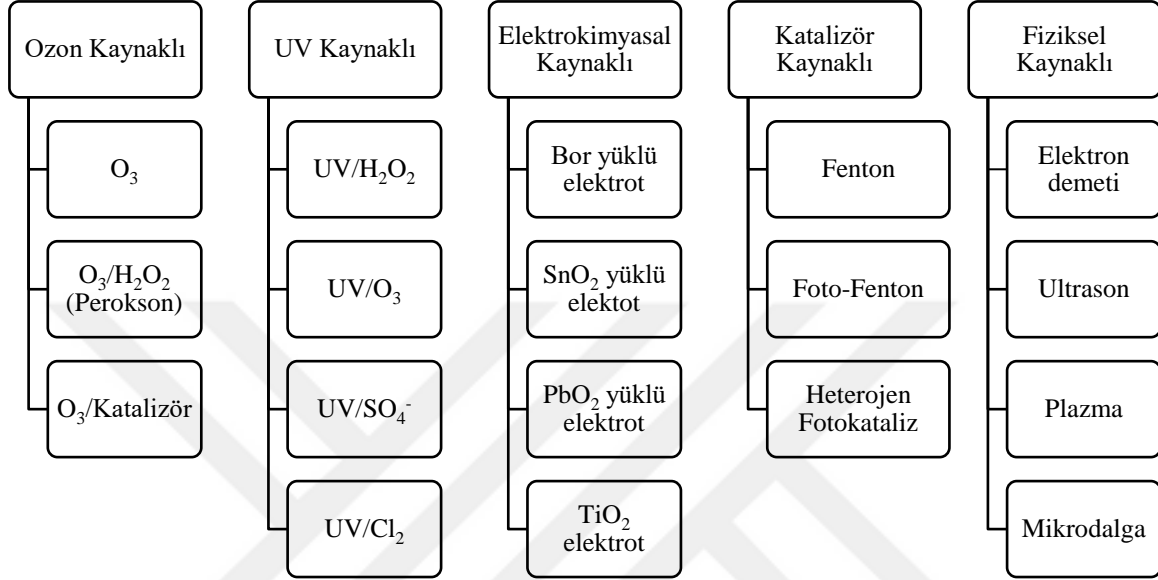 Ozon Kaynaklı
O₃
O₃/H₂O₂
(Perokson)
O₃/Katalizör
UV Kaynaklı
UV/H₂O₂
UV/O₃
UV/SO₄⁻
UV/Cl₂
Elektrokimyasal
Kaynaklı
Bor yüklü
elektrot
SnO₂ yüklü
elektot
PbO₂ yüklü
elektrot
TiO₂
elektrot
Katalizör
Kaynaklı
Fenton
Foto-Fenton
Heterojen
Fotokataliz
Fiziksel
Kaynaklı
Elektron
demeti
Ultrason
Plazma
Mikrodalga